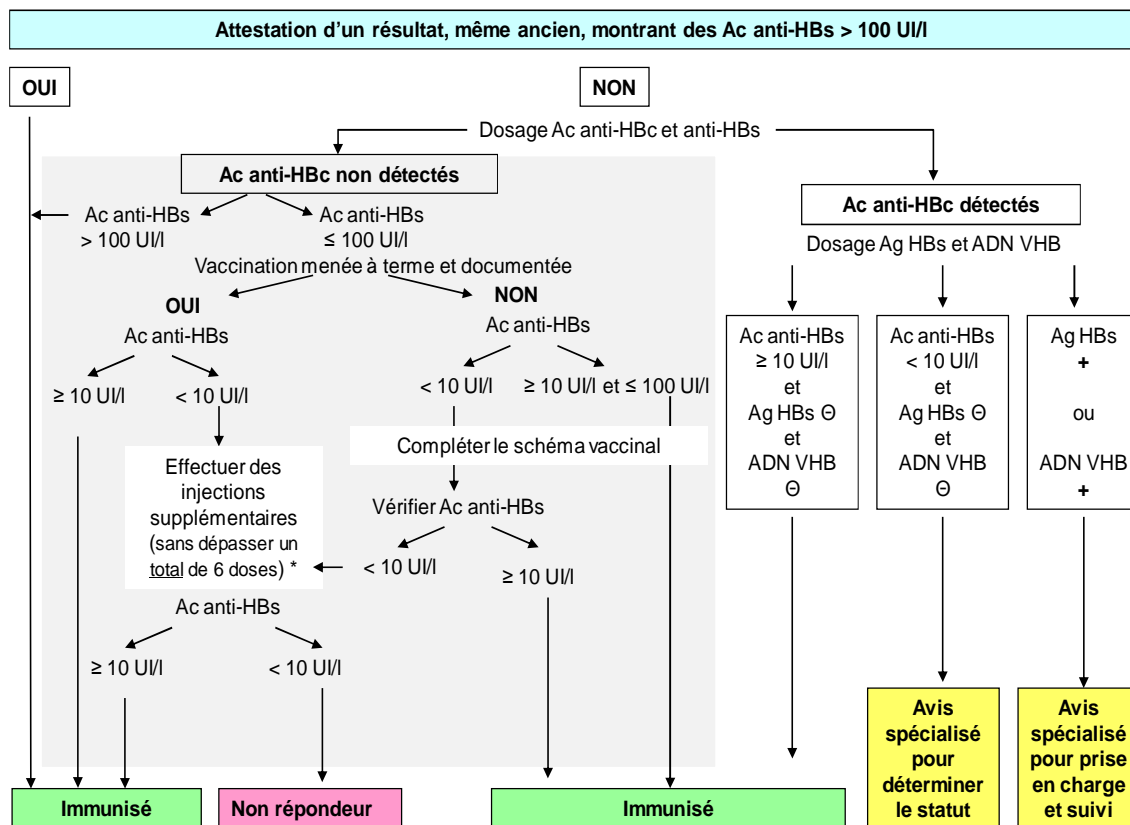 Attestation d'un résultat, même ancien, montrant des Ac anti-HBs > 100 UI/l
OUI
NON
Dosage Ac anti-HBc et anti-HBs
Ac anti-HBc non détectés
Ac anti-HBs
> 100 UI/l
Ac anti-HBs
≤ 100 UI/l
Vaccination menée à terme et documentée
OUI
Ac anti-HBs
≥ 10 UI/l
< 10 UI/l
Effectuer des
injections
supplémentaires
(sans dépasser un
total de 6 doses) *
Ac anti-HBs
≥ 10 UI/l
< 10 UI/l
NON
Ac anti-HBs
< 10 UI/l
≥ 10 UI/l et ≤ 100 UI/l
Compléter le schéma vaccinal
Vérifier Ac anti-HBs
< 10 UI/l
≥ 10 UI/l
Ac anti-HBc détectés
Dosage Ag HBs et ADN VHB
Ac anti-HBs
≥ 10 UI/l
et
Ag HBs Θ
et
ADN VHB
Θ
Ac anti-HBs
< 10 UI/l
et
Ag HBs Θ
et
ADN VHB
Θ
Ag HBs
+
ou
ADN VHB
+
Immunisé
Non répondeur
Immunisé
Avis
spécialisé
pour
déterminer
le statut
Avis
spécialisé
pour prise
en charge
et suivi